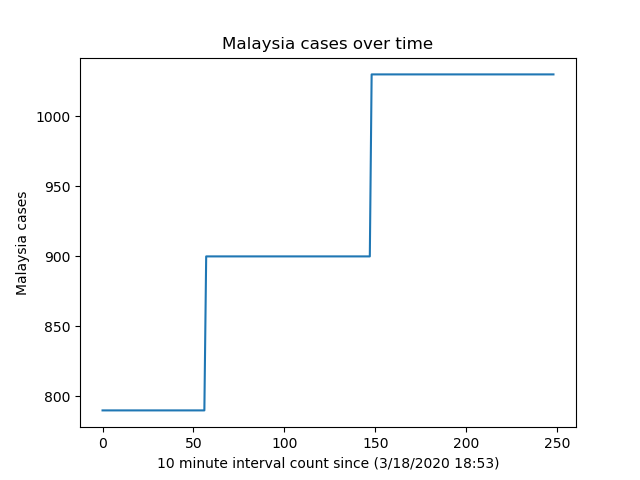 Malaysia cases over time
1000
950
900
850
800
Malaysia cases
0 50 100 150 200 250
10 minute interval count since (3/18/2020 18:53)